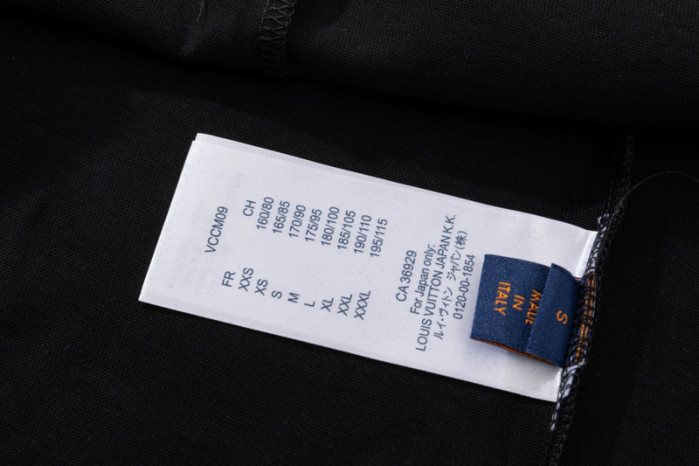 VCCM09
FR CH
XXS 160/80
XS 165/85
S 170/90
M 175/95
L 180/100
XL 185/105
XXL 190/110
XXXL 195/115
CA 36929
For Japan only:
LOUIS VUITTON JAPAN K.K.
ルイ・ヴィトン ジャパン(株)
0120-00-1854
S
MADE
IN
ITALY